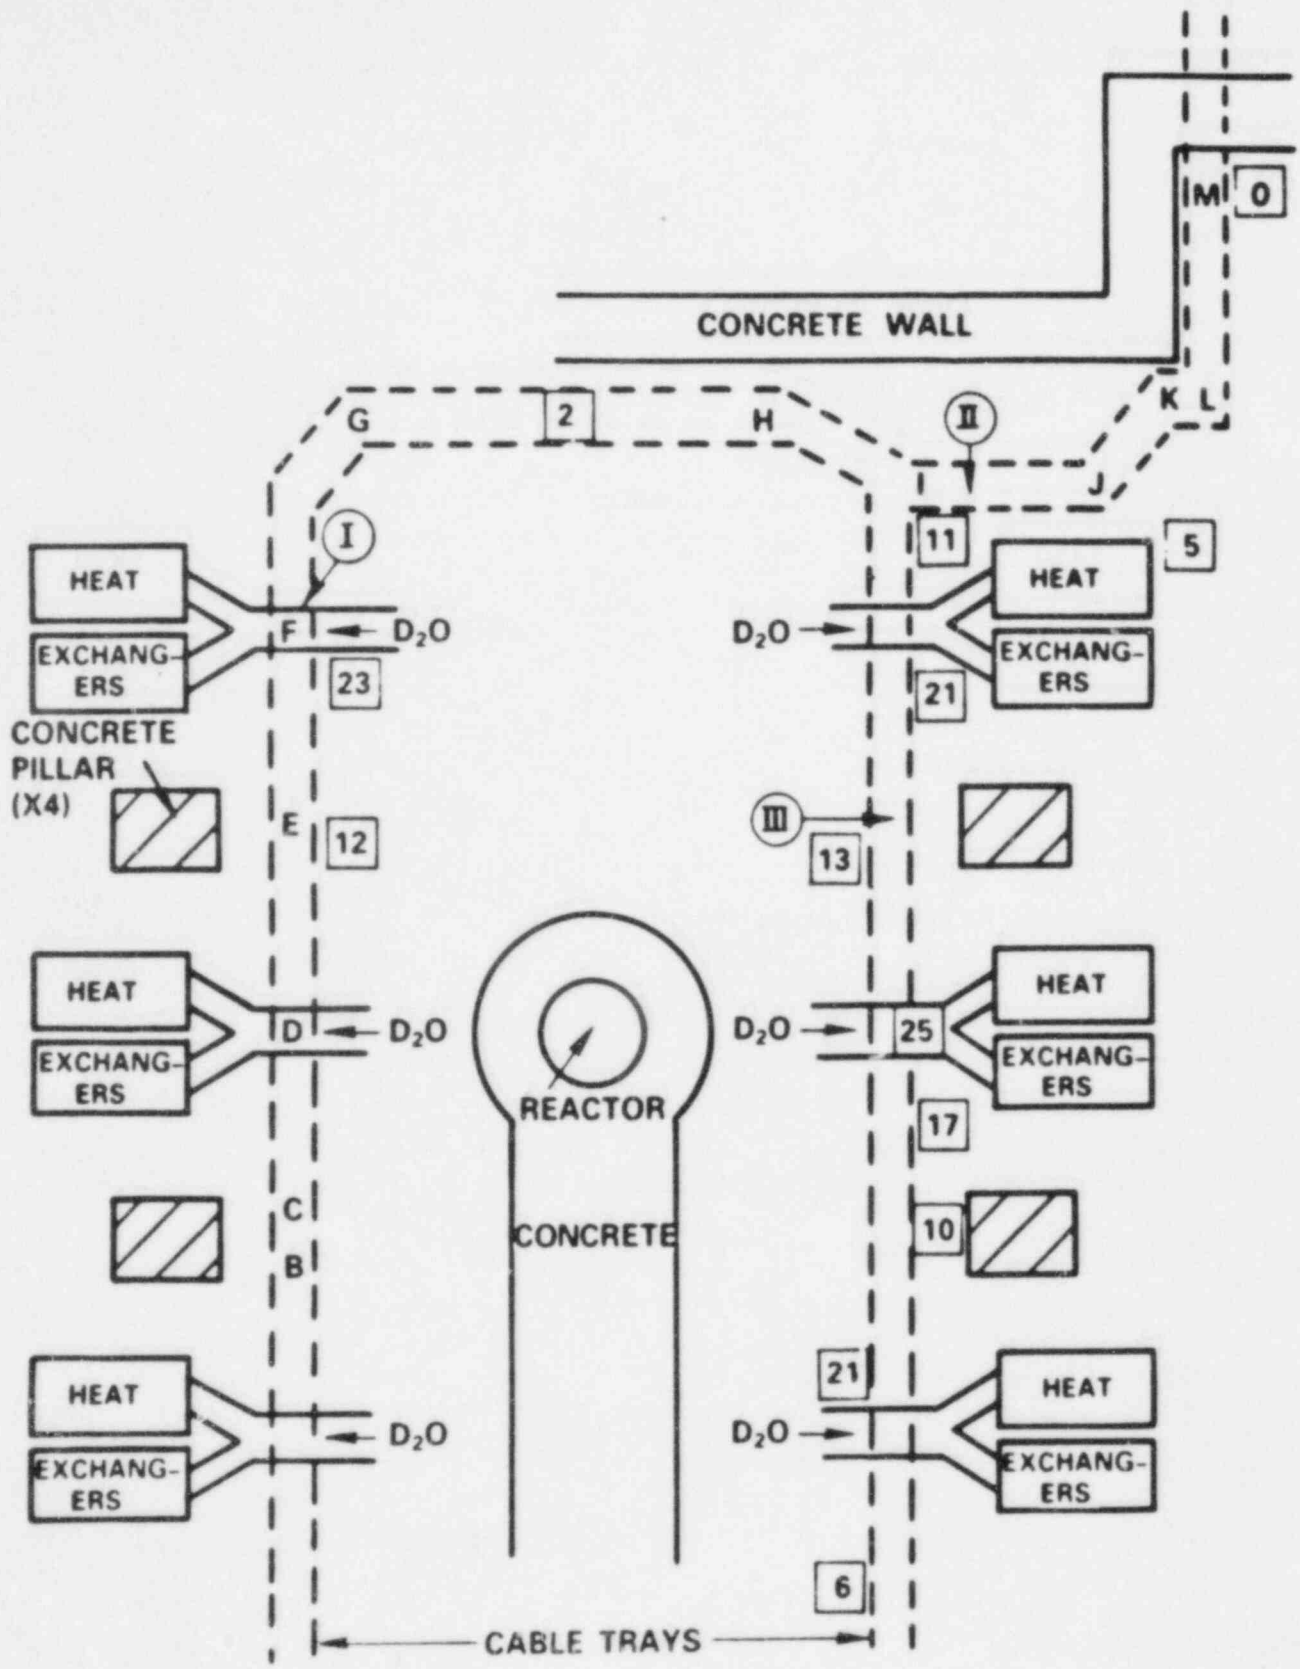 M 0
CONCRETE WALL
K L
G 2 H II
J
I 11 5
HEAT HEAT
F D₂O D₂O
EXCHANG- EXCHANG-
ERS ERS
23 21
CONCRETE
PILLAR
(X4)
III
E 12 13
HEAT HEAT
D D₂O D₂O 25
EXCHANG- EXCHANG-
ERS ERS
REACTOR
17
C
CONCRETE 10
B
21
HEAT HEAT
D₂O D₂O
EXCHANG- EXCHANG-
ERS ERS
6
CABLE TRAYS